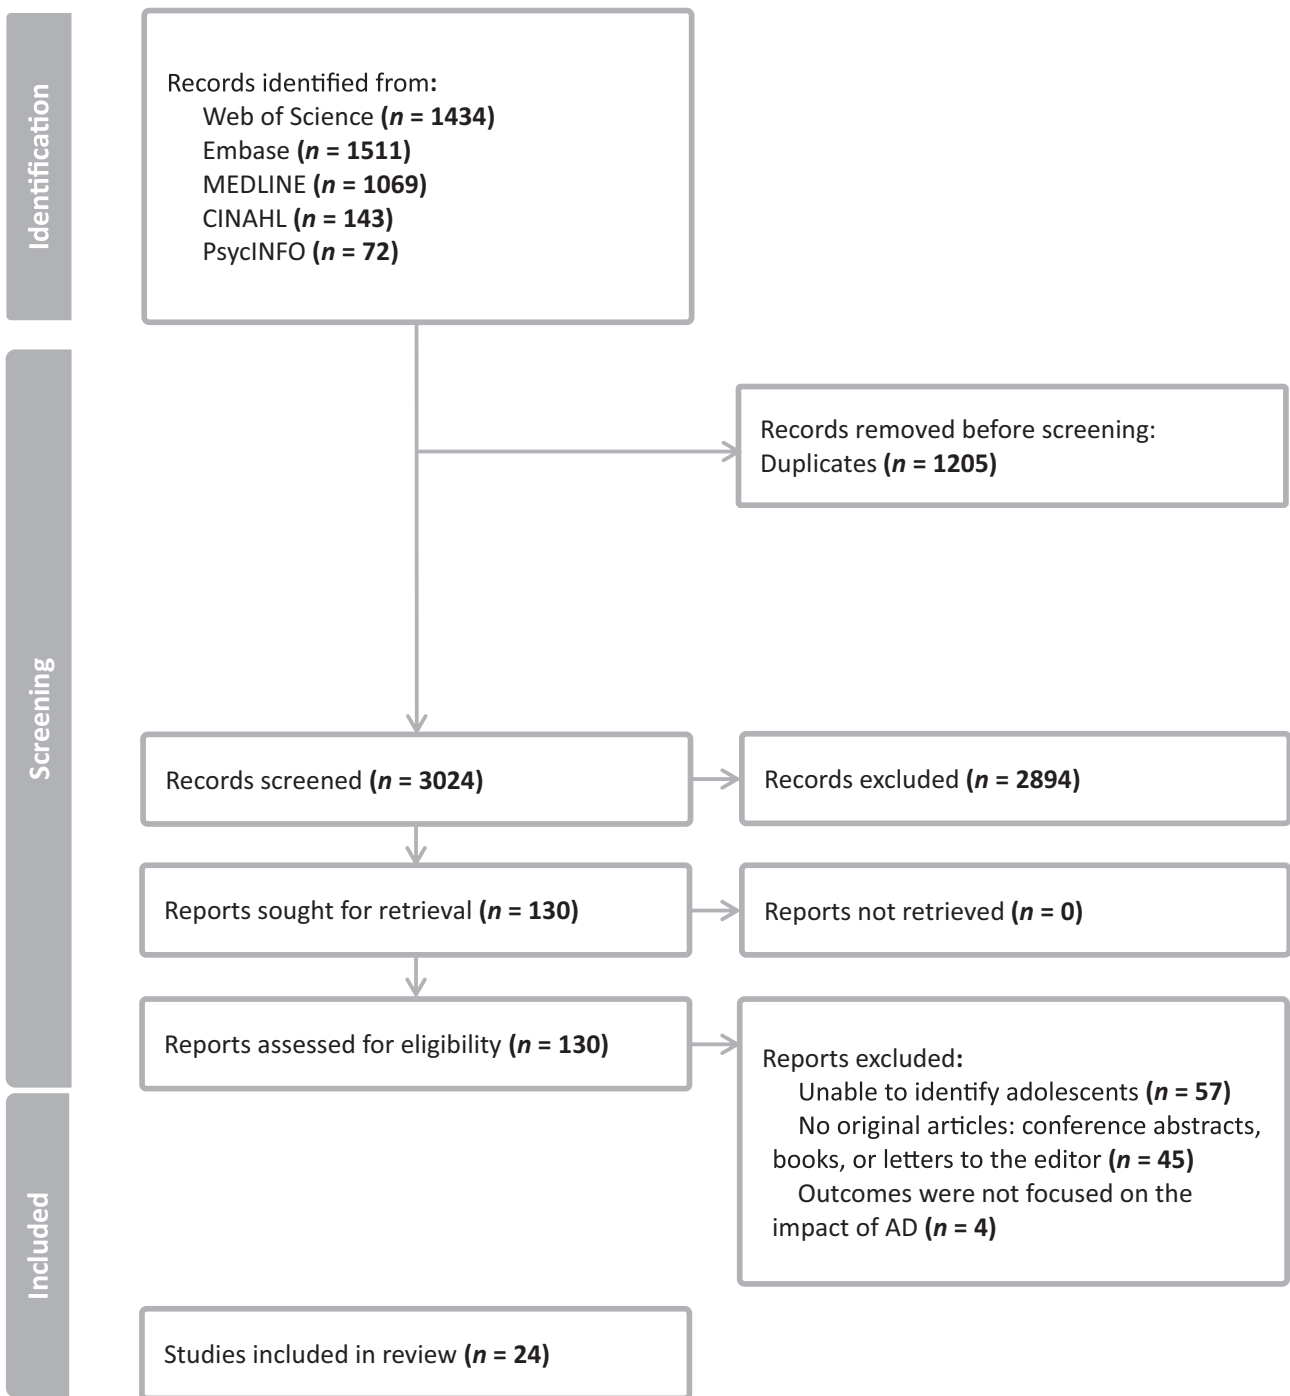 Identification
Records identified from:
Web of Science (n = 1434)
Embase (n = 1511)
MEDLINE (n = 1069)
CINAHL (n = 143)
PsycINFO (n = 72)
Screening
Records removed before screening:
Duplicates (n = 1205)
Records screened (n = 3024)
Records excluded (n = 2894)
Reports sought for retrieval (n = 130)
Reports not retrieved (n = 0)
Reports assessed for eligibility (n = 130)
Reports excluded:
Unable to identify adolescents (n = 57)
No original articles: conference abstracts,
books, or letters to the editor (n = 45)
Outcomes were not focused on the
impact of AD (n = 4)
Included
Studies included in review (n = 24)